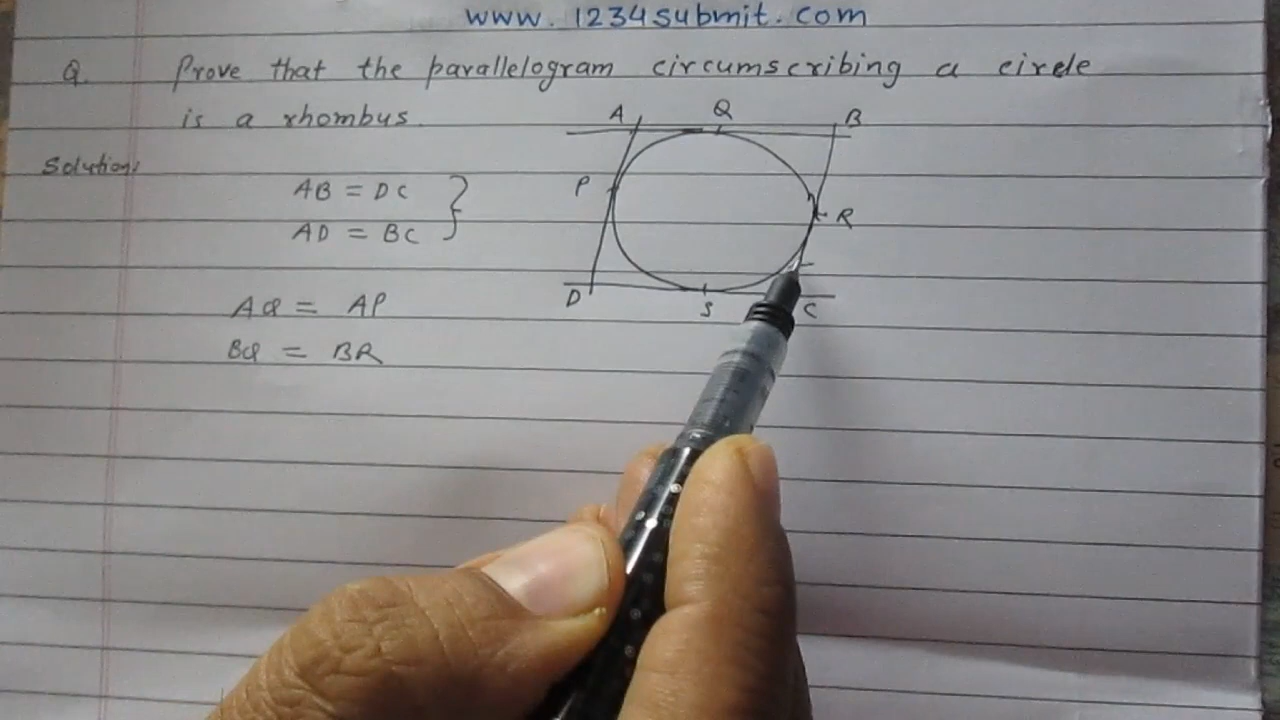 www.1234submit.com
Q. Prove that the parallelogram circumscribing a circle
is a rhombus.
A Q B
Solution:
P
AB = DC
R
AD = BC
D S C
AQ = AP
BQ = BR